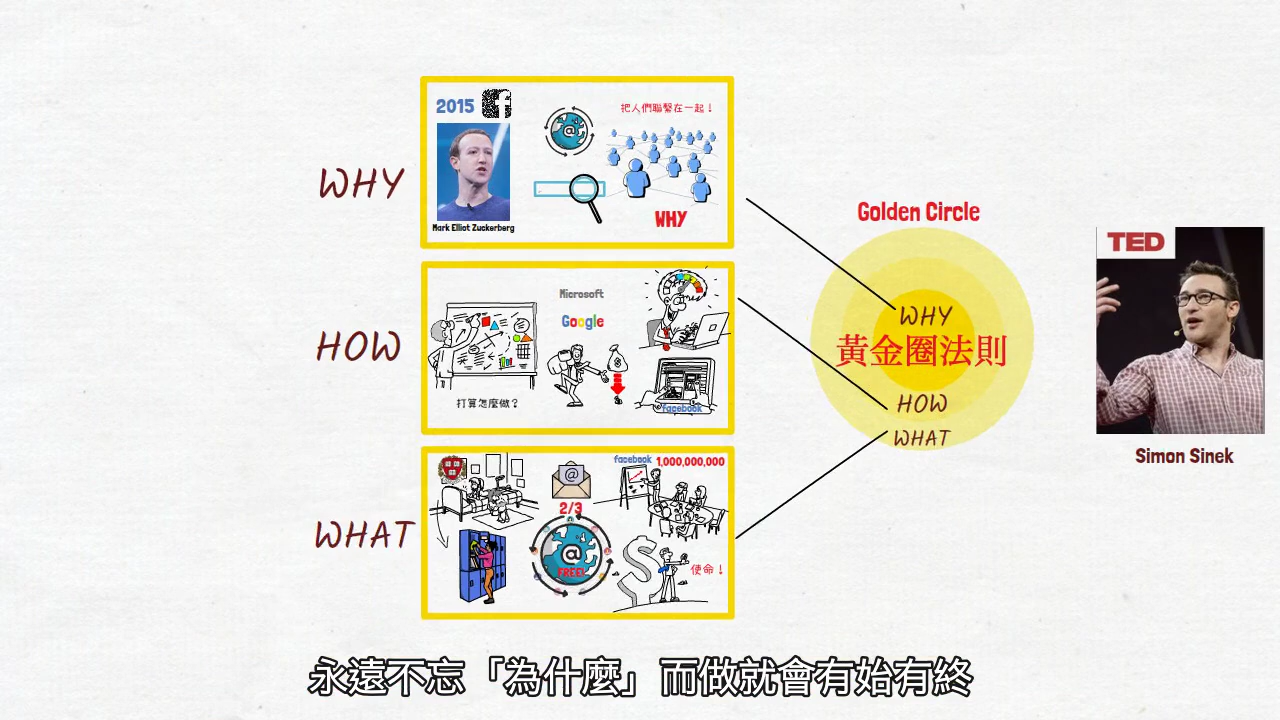 WHY
2015
把人們聯繫在一起！
WHY
Mark Elliot Zuckerberg
HOW
Microsoft
Google
打算怎麼做？
facebook
WHAT
facebook 1,000,000,000
@
2/3
@
FREE!
使命！
Golden Circle
WHY
黃金圈法則
HOW
WHAT
TED
Simon Sinek
永遠不忘「為什麼」而做就會有始有終